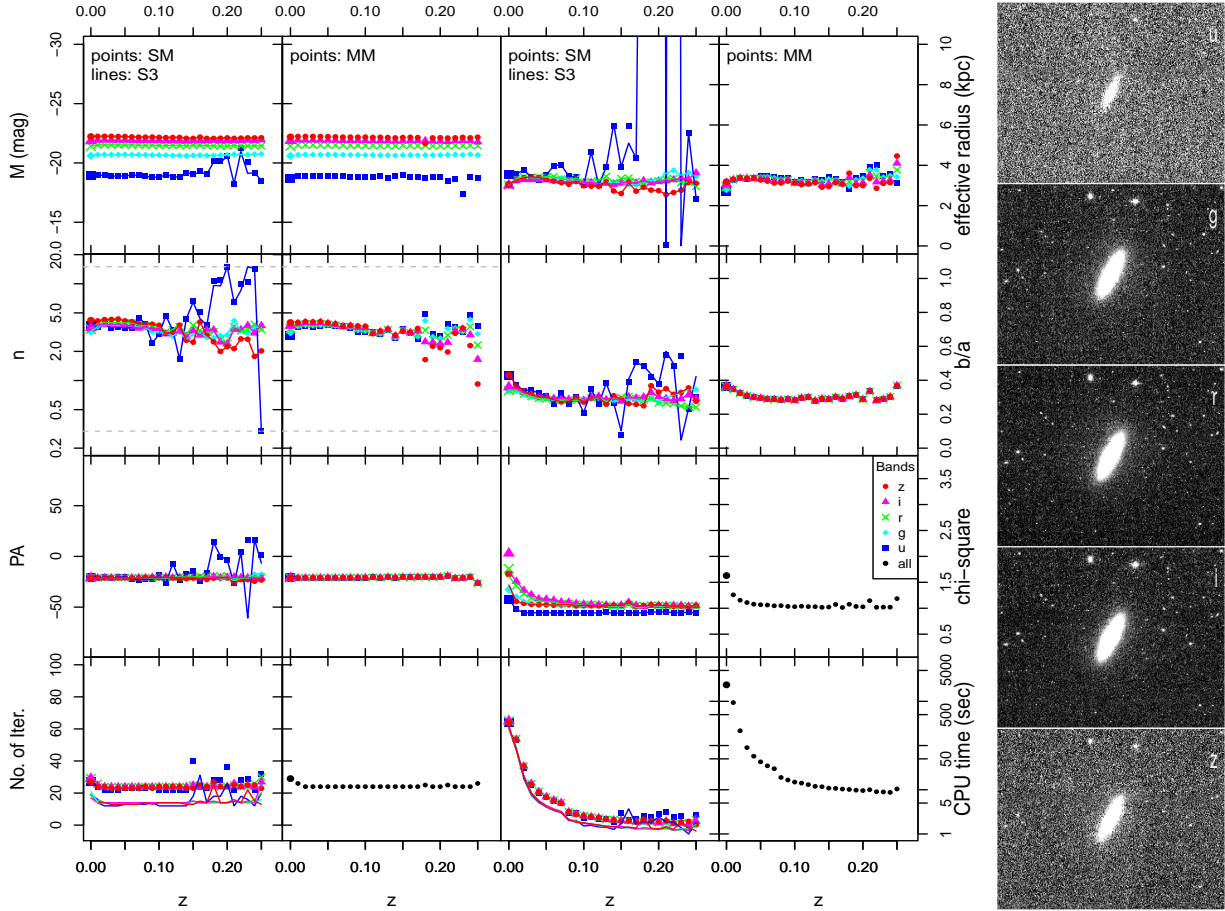 0.00 0.10 0.20 0.00 0.10 0.20 0.00 0.10 0.20 0.00 0.10 0.20
points: SM
lines: S3
points: MM
points: SM
lines: S3
points: MM
M (mag)
−30 −25 −20 −15
effective radius (kpc)
0 2 4 6 8 10
n
20.0 5.0 2.0 0.5 0.2
b/a
0.0 0.2 0.4 0.6 0.8 1.0
PA
50 0 −50
chi−square
0.5 1.5 2.5 3.5
Bands
z
i
r
g
u
all
No. of Iter.
0 20 40 60 80 100
CPU time (sec)
1 5 50 500 5000
0.00 0.10 0.20 0.00 0.10 0.20 0.00 0.10 0.20 0.00 0.10 0.20
z z z z
u
g
r
i
z